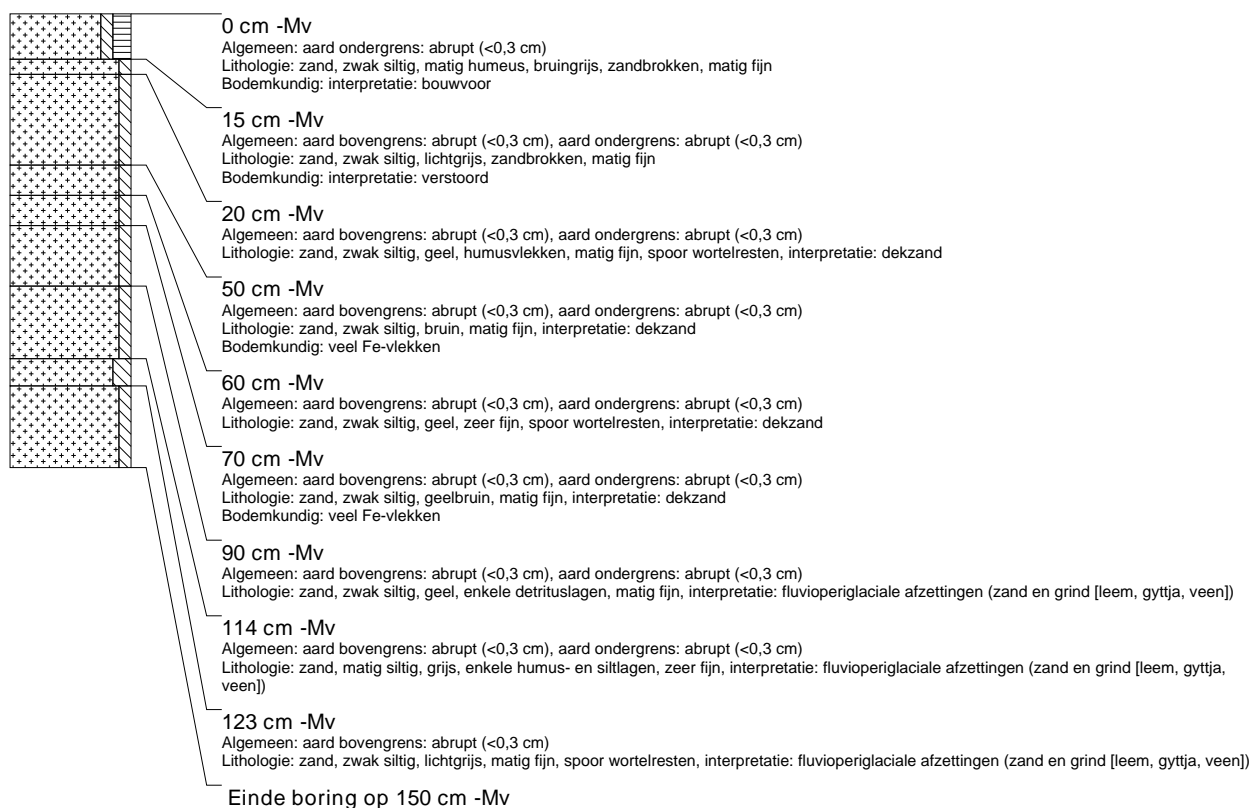 0 cm -Mv
Algemeen: aard ondergrens: abrupt (<0,3 cm)
Lithologie: zand, zwak siltig, matig humeus, bruingrijs, zandbrokken, matig fijn
Bodemkundig: interpretatie: bouwvoor
15 cm -Mv
Algemeen: aard bovengrens: abrupt (<0,3 cm), aard ondergrens: abrupt (<0,3 cm)
Lithologie: zand, zwak siltig, lichtgrijs, zandbrokken, matig fijn
Bodemkundig: interpretatie: verstoord
20 cm -Mv
Algemeen: aard bovengrens: abrupt (<0,3 cm), aard ondergrens: abrupt (<0,3 cm)
Lithologie: zand, zwak siltig, geel, humusvlekken, matig fijn, spoor wortelresten, interpretatie: dekzand
50 cm -Mv
Algemeen: aard bovengrens: abrupt (<0,3 cm), aard ondergrens: abrupt (<0,3 cm)
Lithologie: zand, zwak siltig, bruin, matig fijn, interpretatie: dekzand
Bodemkundig: veel Fe-vlekken
60 cm -Mv
Algemeen: aard bovengrens: abrupt (<0,3 cm), aard ondergrens: abrupt (<0,3 cm)
Lithologie: zand, zwak siltig, geel, zeer fijn, spoor wortelresten, interpretatie: dekzand
70 cm -Mv
Algemeen: aard bovengrens: abrupt (<0,3 cm), aard ondergrens: abrupt (<0,3 cm)
Lithologie: zand, zwak siltig, geelbruin, matig fijn, interpretatie: dekzand
Bodemkundig: veel Fe-vlekken
90 cm -Mv
Algemeen: aard bovengrens: abrupt (<0,3 cm), aard ondergrens: abrupt (<0,3 cm)
Lithologie: zand, zwak siltig, geel, enkele detrituslagen, matig fijn, interpretatie: fluvioperiglaciale afzettingen (zand en grind [leem, gyttja, veen])
114 cm -Mv
Algemeen: aard bovengrens: abrupt (<0,3 cm), aard ondergrens: abrupt (<0,3 cm)
Lithologie: zand, matig siltig, grijs, enkele humus- en siltlagen, zeer fijn, interpretatie: fluvioperiglaciale afzettingen (zand en grind [leem, gyttja,
veen])
123 cm -Mv
Algemeen: aard bovengrens: abrupt (<0,3 cm)
Lithologie: zand, zwak siltig, lichtgrijs, matig fijn, spoor wortelresten, interpretatie: fluvioperiglaciale afzettingen (zand en grind [leem, gyttja, veen])
Einde boring op 150 cm -Mv